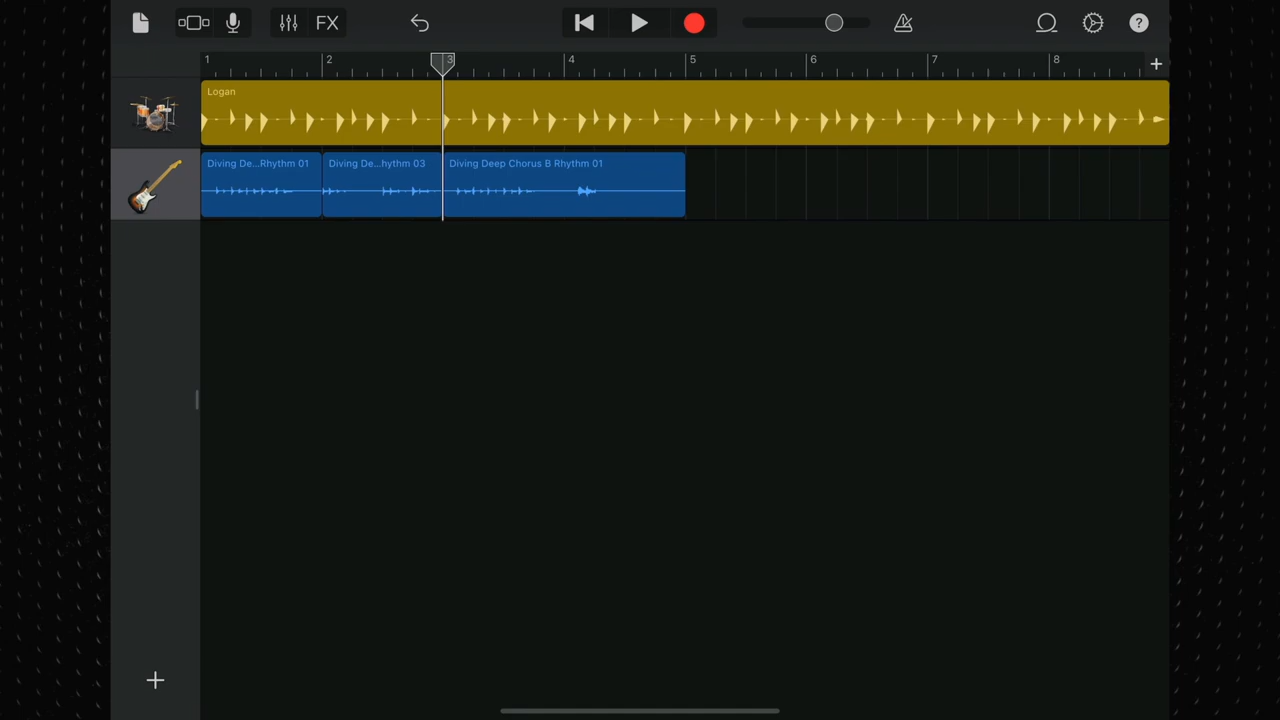 FX
?
1 2 3 4 5 6 7 8
Logan
Diving De...Rhythm 01 Diving De...hythm 03 Diving Deep Chorus B Rhythm 01